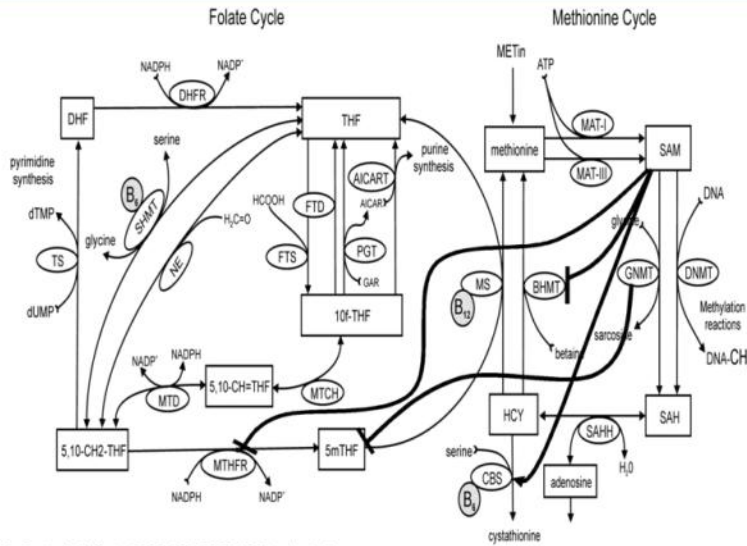 Folate Cycle
Methionine Cycle
NADPH
NADP⁺
DHFR
DHF
THF
METin
ATP
MAT-I
MAT-III
methionine
SAM
pyrimidine
synthesis
serine
B6
SHMT
glycine
dTMP
TS
dUMP
NE
H2C=O
HCOOH
FTD
FTS
AICART
AICAR
PGT
GAR
purine
synthesis
10f-THF
MS
B12
BHMT
betaine
glycine
GNMT
sarcosine
DNMT
DNA
Methylation
reactions
DNA-CH
NADP⁺
NADPH
MTD
5,10-CH=THF
MTCH
5,10-CH2-THF
MTHFR
NADPH
NADP⁺
5mTHF
HCY
SAHH
SAH
H20
adenosine
serine
CBS
B6
cystathionine